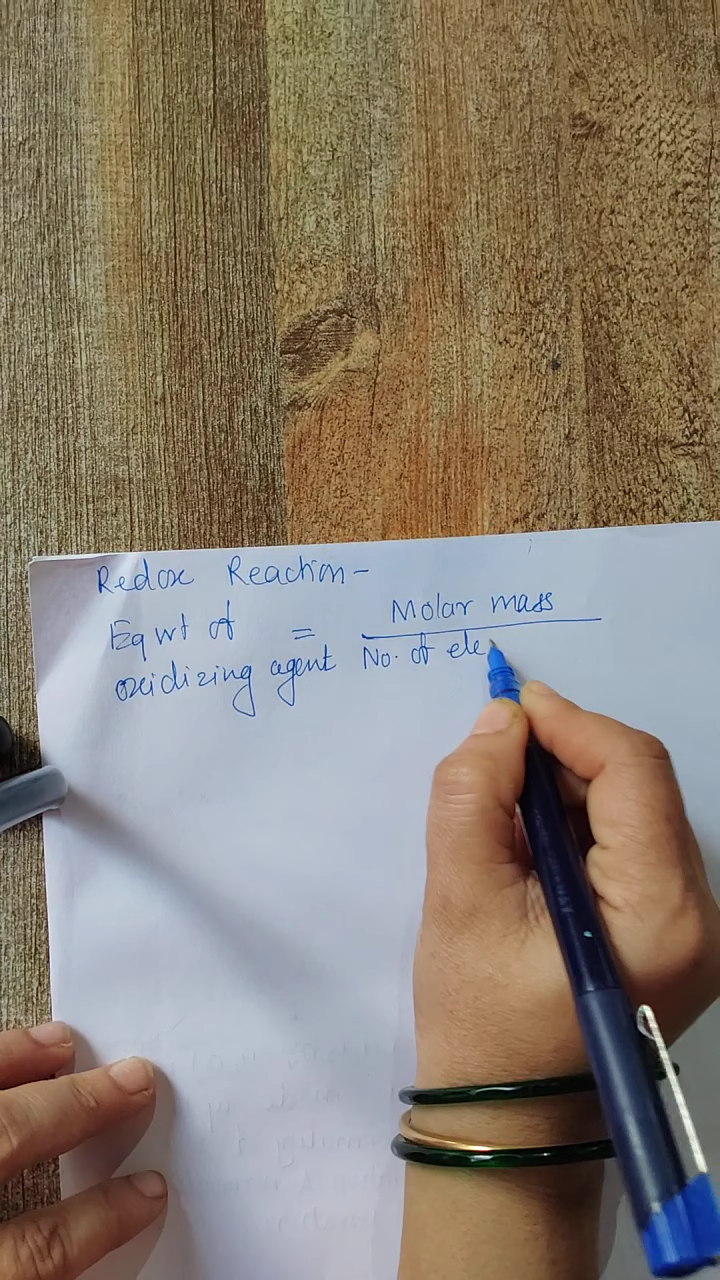 Redox Reaction-
Eq wt of = Molar mass
oxidizing agent No. of ele